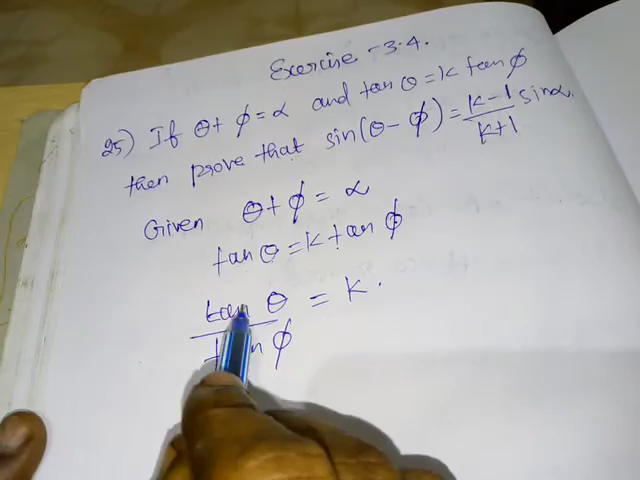 Exercise - 3.4.
25) If θ + ϕ = α and tan θ = k tan ϕ
then prove that sin(θ - ϕ) = k-1/k+1 sin α.
Given θ + ϕ = α
tan θ = k tan ϕ
tan θ / tan ϕ = k.